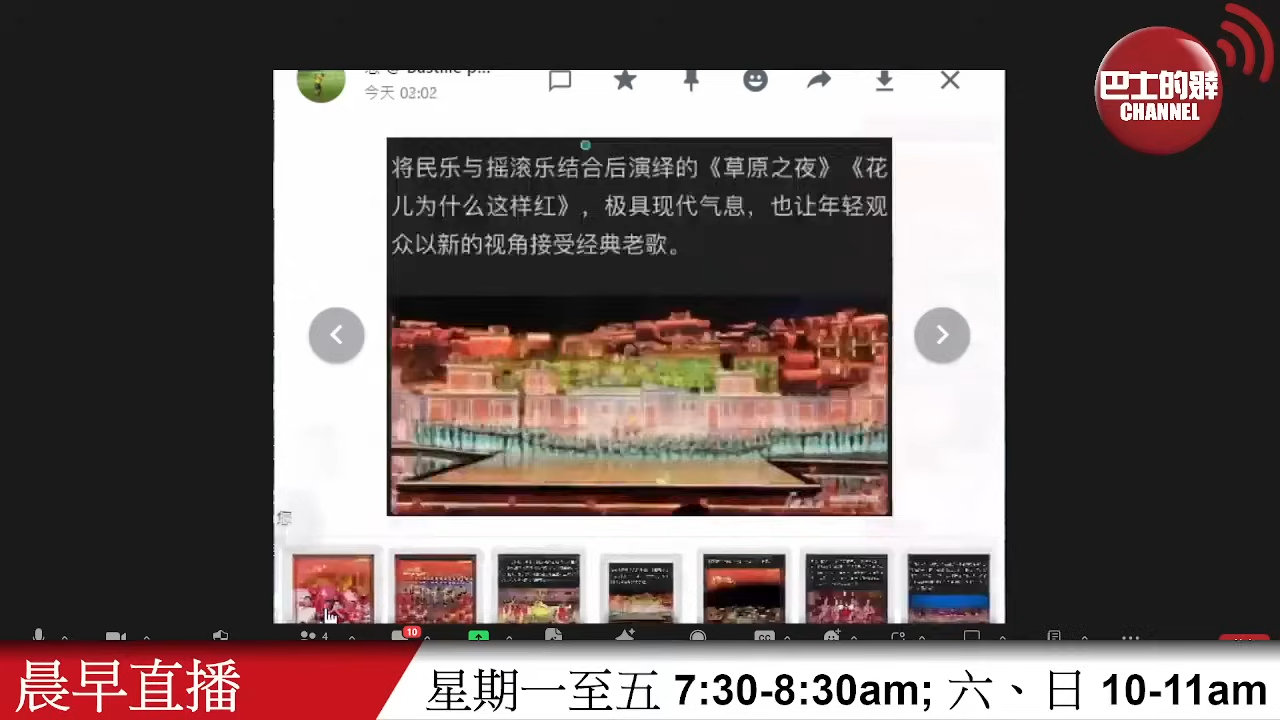 今天 03:02
将民乐与摇滚乐结合后演绎的《草原之夜》《花
儿为什么这样红》，极具现代气息，也让年轻观
众以新的视角接受经典老歌。
巴士的報
CHANNEL
4
10
CC
晨早直播
星期一至五 7:30-8:30am; 六、日 10-11am